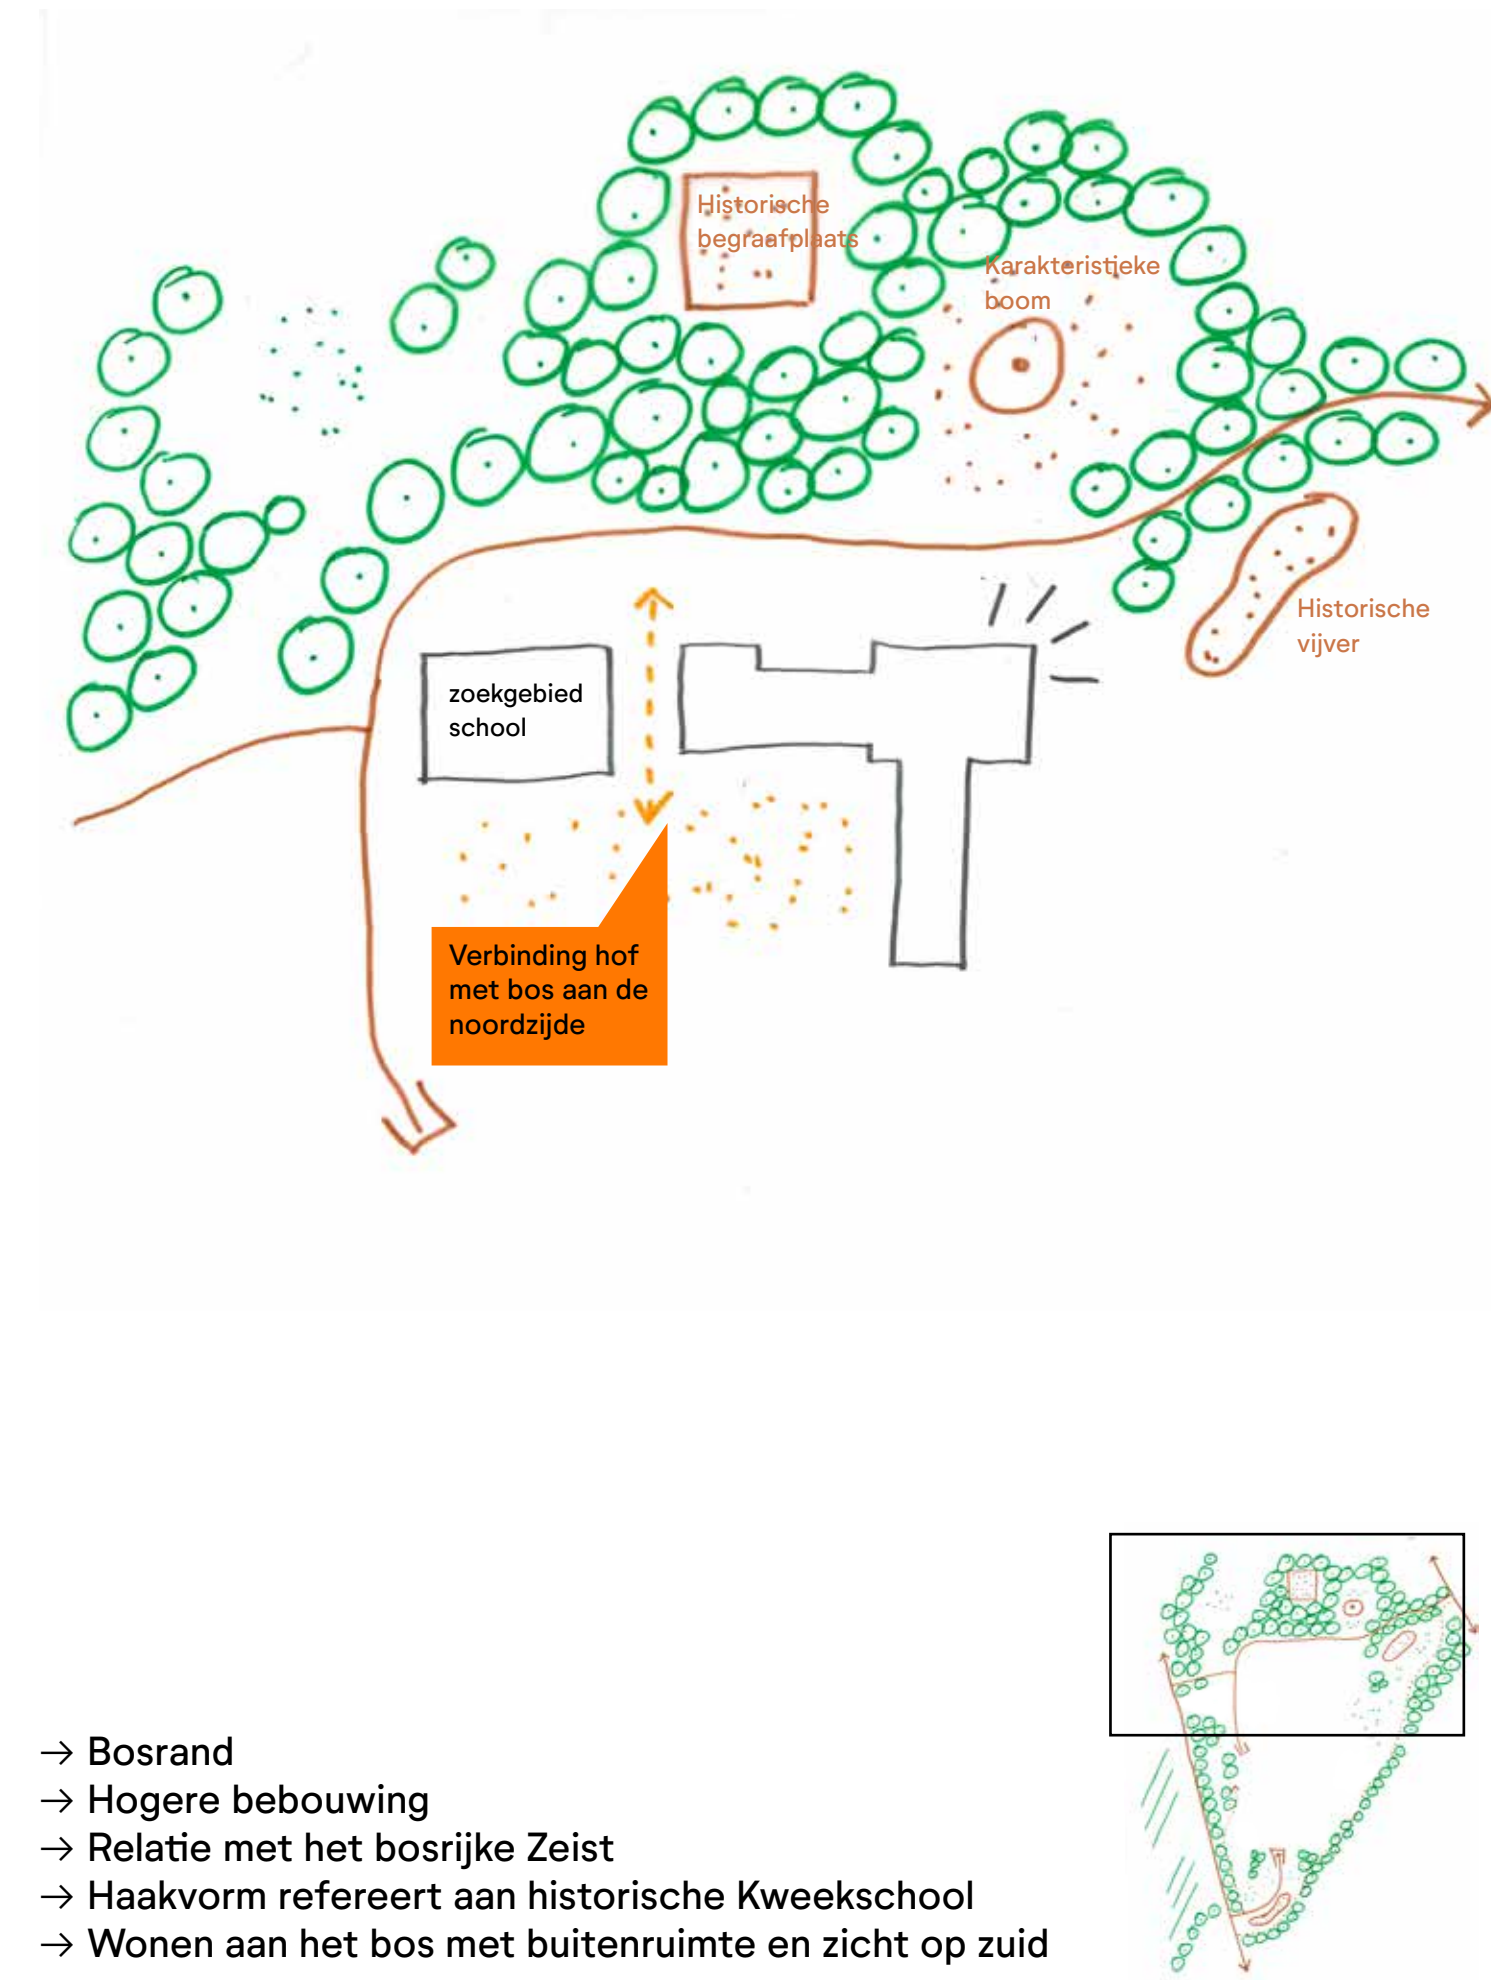 Historische
begraafplaats
Karakteristieke
boom
Historische
vijver
zoekgebied
school
Verbinding hof
met bos aan de
noordzijde
→ Bosrand
→ Hogere bebouwing
→ Relatie met het bosrijke Zeist
→ Haakvorm refereert aan historische Kweekschool
→ Wonen aan het bos met buitenruimte en zicht op zuid